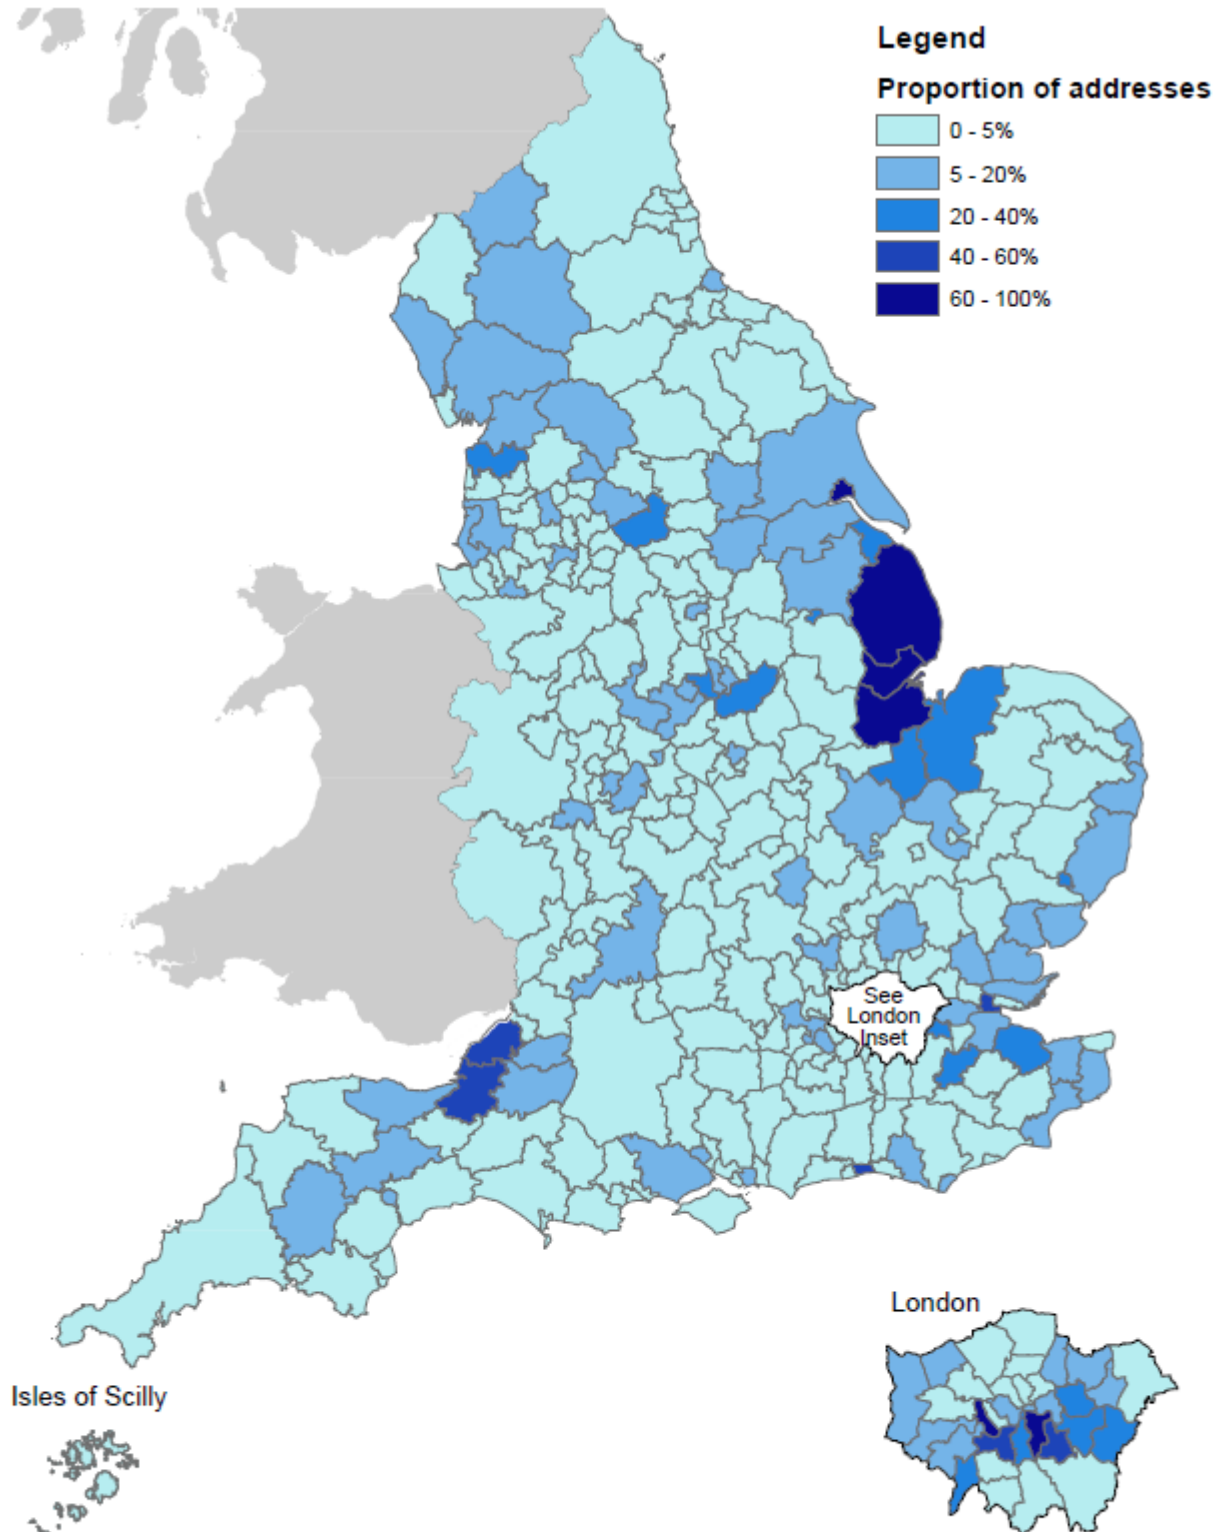 Legend
Proportion of addresses
0 - 5%
5 - 20%
20 - 40%
40 - 60%
60 - 100%
See
London
Inset
London
Isles of Scilly